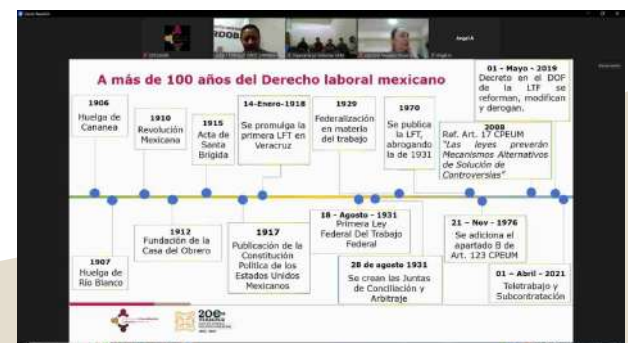 A más de 100 años del Derecho laboral mexicano
1906
Huelga de
Cananea
1910
Revolución
Mexicana
1915
Acta de
Santa
Brígida
14-Enero-1918
Se promulga la
primera LFT en
Veracruz
1929
Federalización
en materia
del trabajo
1970
Se publica
la LFT,
abrogando
la de 1931
01 - Mayo - 2019
Decreto en el DOF
de la LTF se
reforman, modifican
y derogan.
2008
Ref. Art. 17 CPEUM
"Las leyes preverán
Mecanismos Alternativos
de Solución de
Controversias"
1907
Huelga de
Río Blanco
1912
Fundación de la
Casa del Obrero
1917
Publicación de la
Constitución
Política de los
Estados Unidos
Mexicanos
18 - Agosto - 1931
Primera Ley
Federal Del Trabajo
Federal
28 de agosto 1931
Se crean las Juntas
de Conciliación y
Arbitraje
21 - Nov - 1976
Se adiciona el
apartado B de
Art. 123 CPEUM
01 - Abril - 2021
Teletrabajo y
Subcontratación